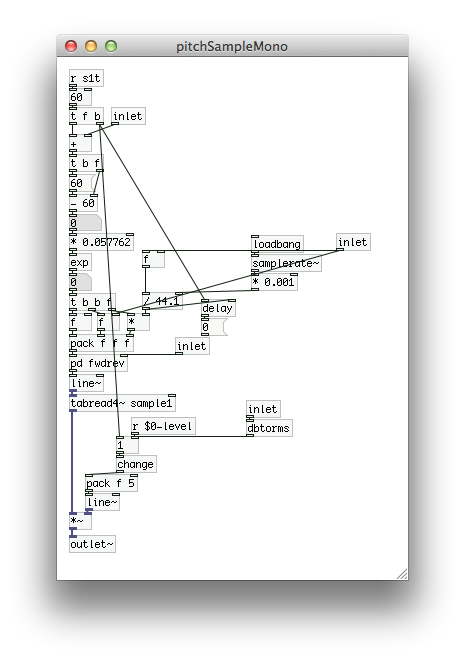 pitchSampleMono
r s1t
60
t f b
inlet
+
t b f
60
- 60
0
* 0.057762
loadbang
inlet
exp
f
samplerate~
0
* 0.001
t b b f
/ 44.1
delay
f
f
*
0
pack f f f
inlet
pd fwdrev
line~
tabread4~ sample1
inlet
r $0-level
dbtorms
1
change
pack f 5
line~
*~
outlet~